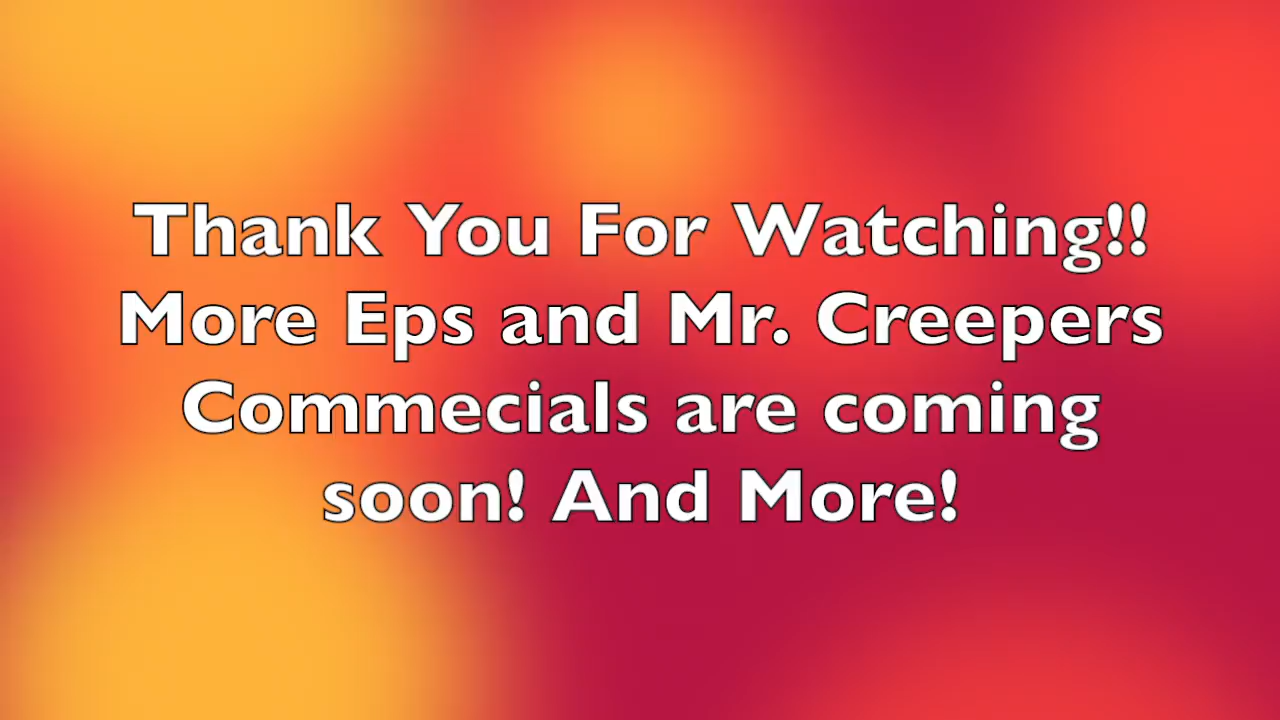 Thank You For Watching!!
More Eps and Mr. Creepers
Commecials are coming
soon! And More!